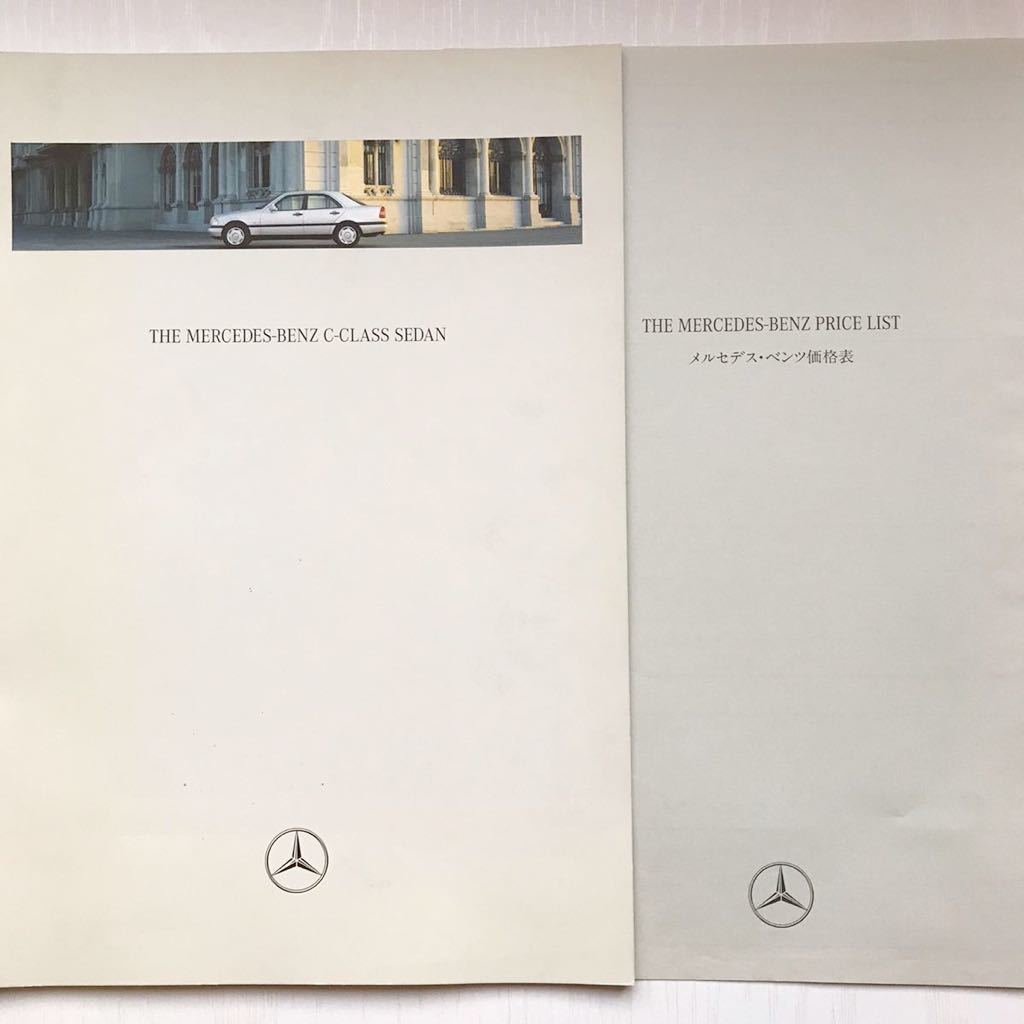 THE MERCEDES-BENZ C-CLASS SEDAN
THE MERCEDES-BENZ PRICE LIST
メルセデス・ベンツ価格表